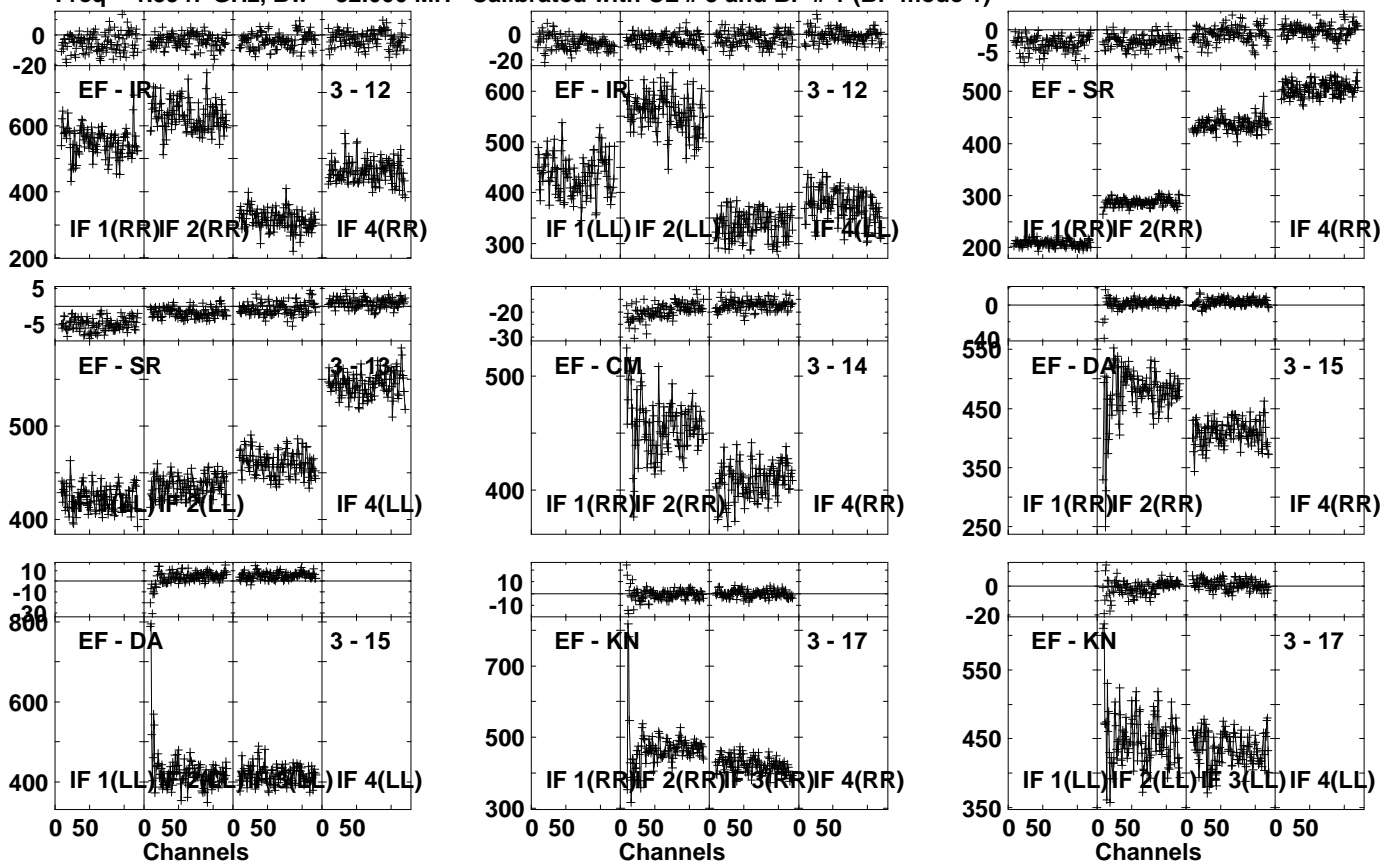 Freq = GHz, Bw = 32.000 MH Calibrated with CL # and BP # 1 (BP mode 1)
0
-20
EF - IR 3 - 12
600
400
200
IF 1(RR) IF 2(RR) IF 4(RR)
0
-20
EF - IR 3 - 12
600
500
400
300
IF 1(LL) IF 2(LL) IF 4(LL)
0
-5
EF - SR
500
400
300
200
IF 1(RR) IF 2(RR) IF 4(RR)
5
-5
EF - SR 3 - 13
500
400
IF 2(LL) IF 4(LL)
-20
-30
EF - CM 3 - 14
500
400
IF 1(RR) IF 2(RR) IF 4(RR)
0
-40
EF - DA 3 - 15
550
450
350
250
IF 1(RR) IF 2(RR) IF 4(RR)
10
-10
-30
EF - DA 3 - 15
800
600
400
IF 1(LL) IF 2(LL) IF 3(LL) IF 4(LL)
0 50 0 50 0 50 0 50
Channels
10
-10
EF - KN 3 - 17
700
500
300
IF 1(RR) IF 2(RR) IF 3(RR) IF 4(RR)
0 50 0 50 0 50 0 50
Channels
0
-20
EF - KN 3 - 17
550
450
350
IF 1(LL) IF 2(LL) IF 3(LL) IF 4(LL)
0 50 0 50 0 50 0 50
Channels